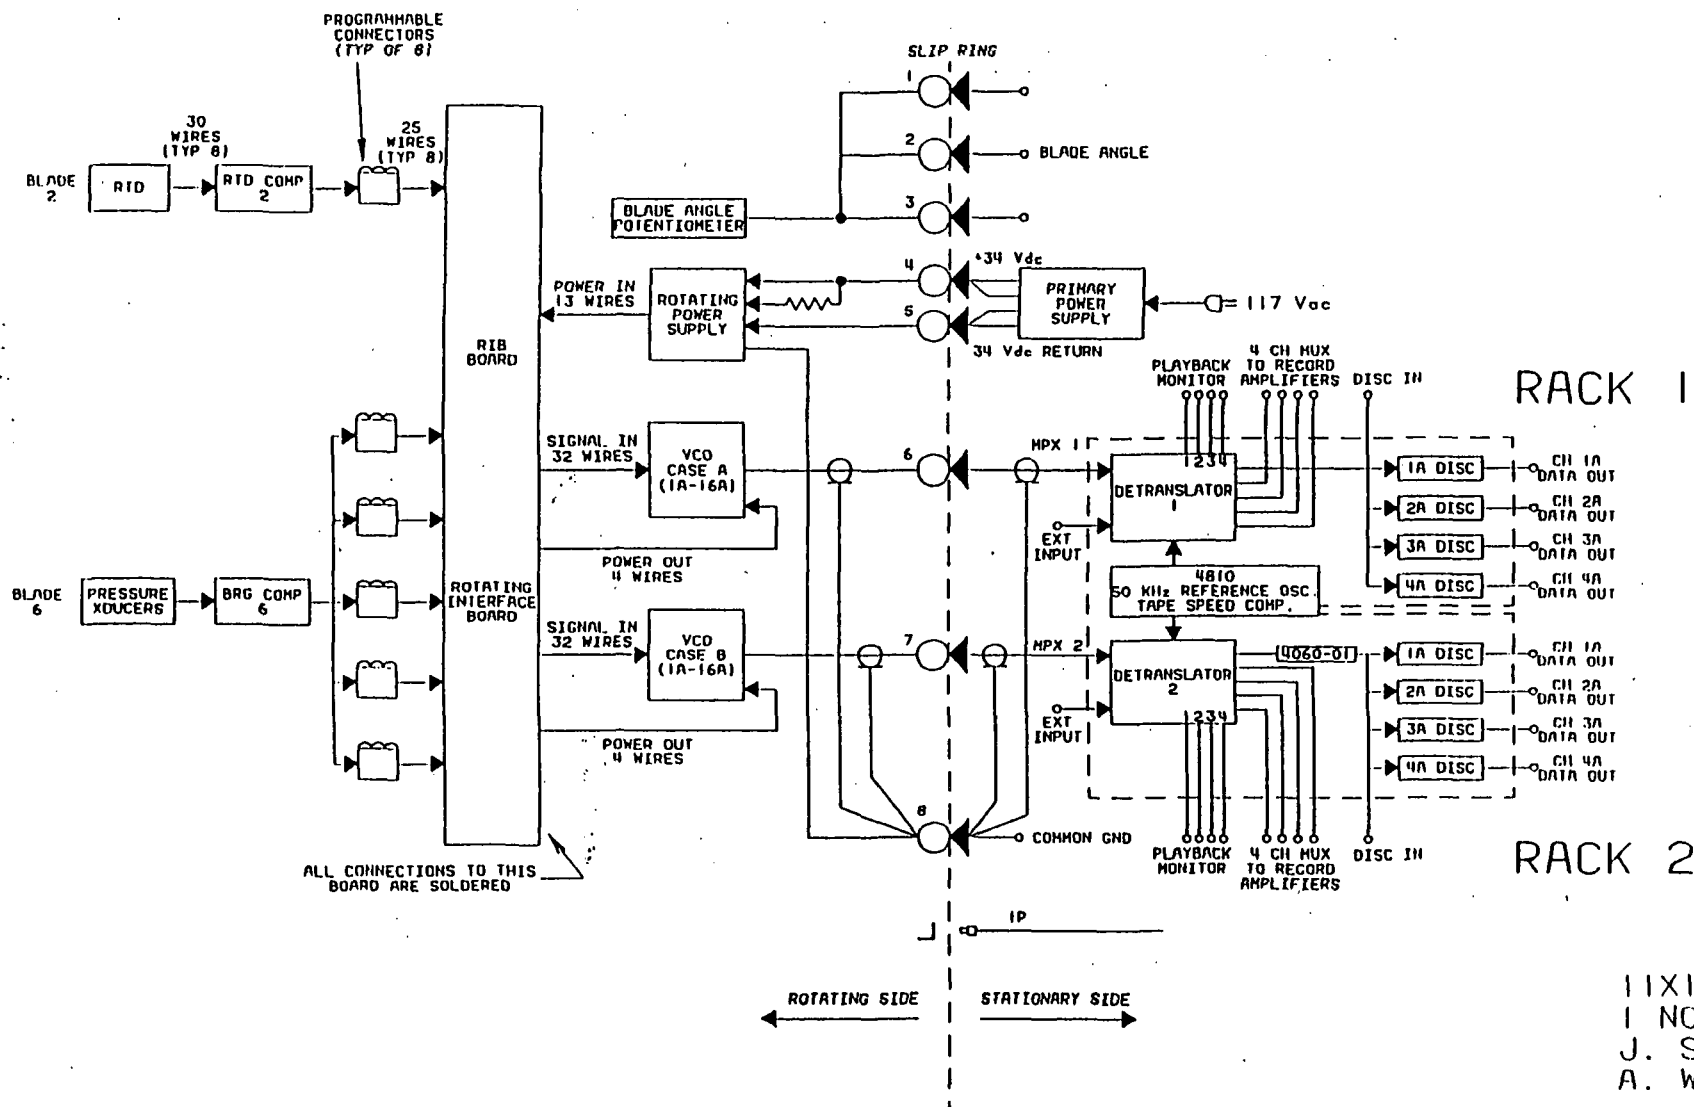 PROGRAMMABLE
CONNECTORS
(TYP OF 8)
SLIP RING
1
30
WIRES
(TYP 8)
25
WIRES
(TYP 8)
2
BLADE ANGLE
BLADE
2
RTD
RTD COMP
2
3
BLADE ANGLE
POTENTIOMETER
4
+34 Vdc
POWER IN
13 WIRES
ROTATING
POWER
SUPPLY
5
PRIMARY
POWER
SUPPLY
117 Vac
34 Vdc RETURN
RIB
BOARD
PLAYBACK
MONITOR
4 CH MUX
TO RECORD
AMPLIFIERS
DISC IN
RACK 1
SIGNAL IN
32 WIRES
VCO
CASE A
(1A-16A)
6
MPX 1
1234
DETRANSLATOR
1
EXT
INPUT
1A DISC
CH 1A
DATA OUT
2A DISC
CH 2A
DATA OUT
3A DISC
CH 3A
DATA OUT
4A DISC
CH 4A
DATA OUT
POWER OUT
4 WIRES
4810
50 KHz REFERENCE OSC.
TAPE SPEED COMP.
BLADE
6
PRESSURE
XDUCERS
BRG COMP
6
ROTATING
INTERFACE
BOARD
SIGNAL IN
32 WIRES
VCO
CASE B
(1A-16A)
7
MPX 2
DETRANSLATOR
2
1234
EXT
INPUT
4060-01
1A DISC
CH 1A
DATA OUT
2A DISC
CH 2A
DATA OUT
3A DISC
CH 3A
DATA OUT
4A DISC
CH 4A
DATA OUT
POWER OUT
4 WIRES
8
COMMON GND
PLAYBACK
MONITOR
4 CH MUX
TO RECORD
AMPLIFIERS
DISC IN
RACK 2
ALL CONNECTIONS TO THIS
BOARD ARE SOLDERED
1P
ROTATING SIDE
STATIONARY SIDE
J. S
A. W